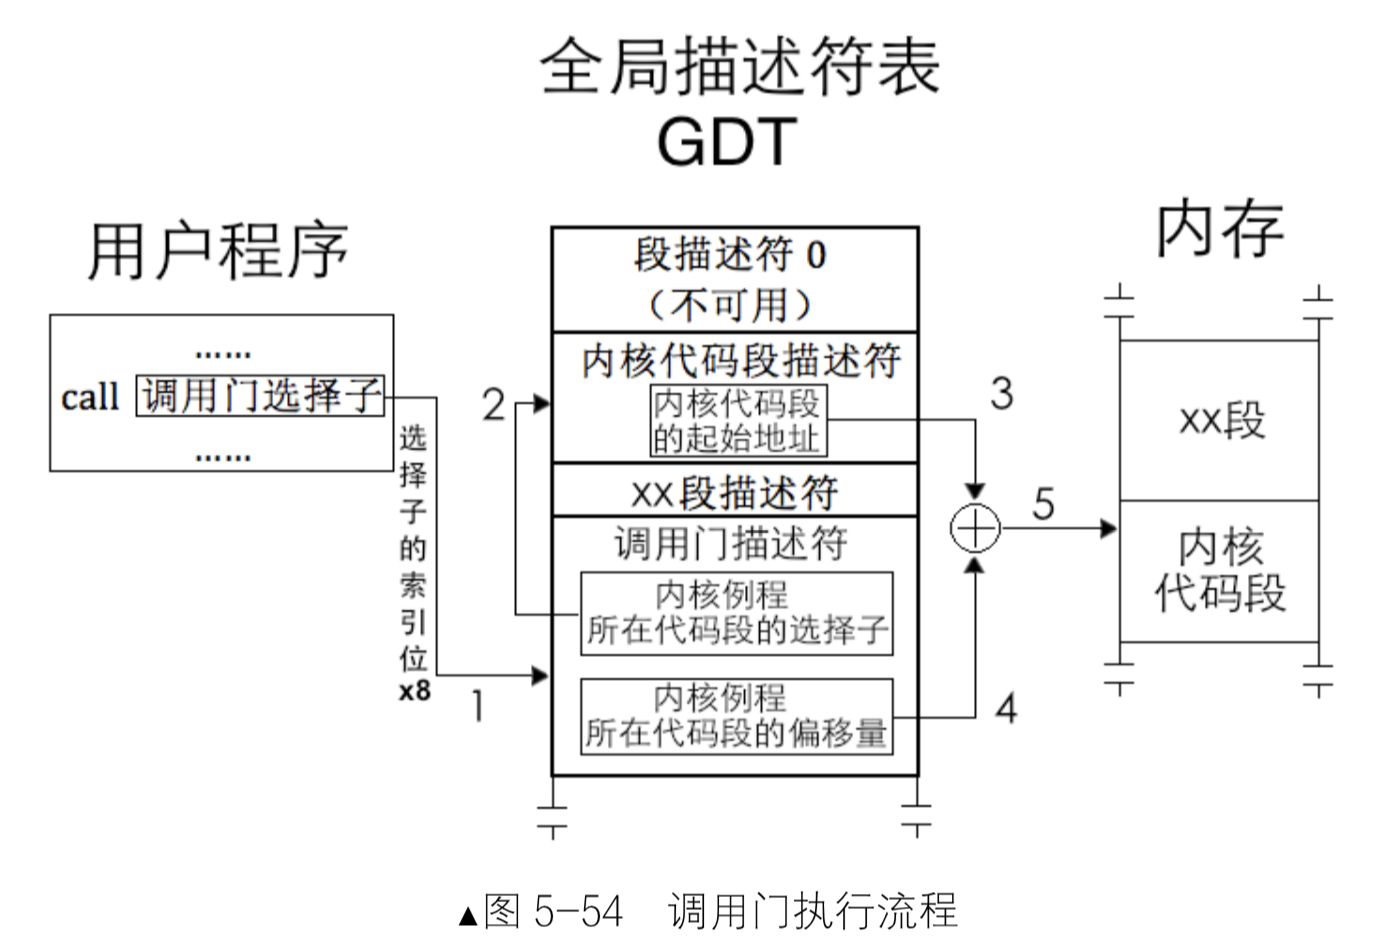 全局描述符表
GDT
用户程序
……
call 调用门选择子
……
选择子的索引位x8
1
2
段描述符 0
（不可用）
内核代码段描述符
内核代码段
的起始地址
xx段描述符
调用门描述符
内核例程
所在代码段的选择子
内核例程
所在代码段的偏移量
3
4
5
内存
xx段
内核
代码段
▲图 5-54 调用门执行流程